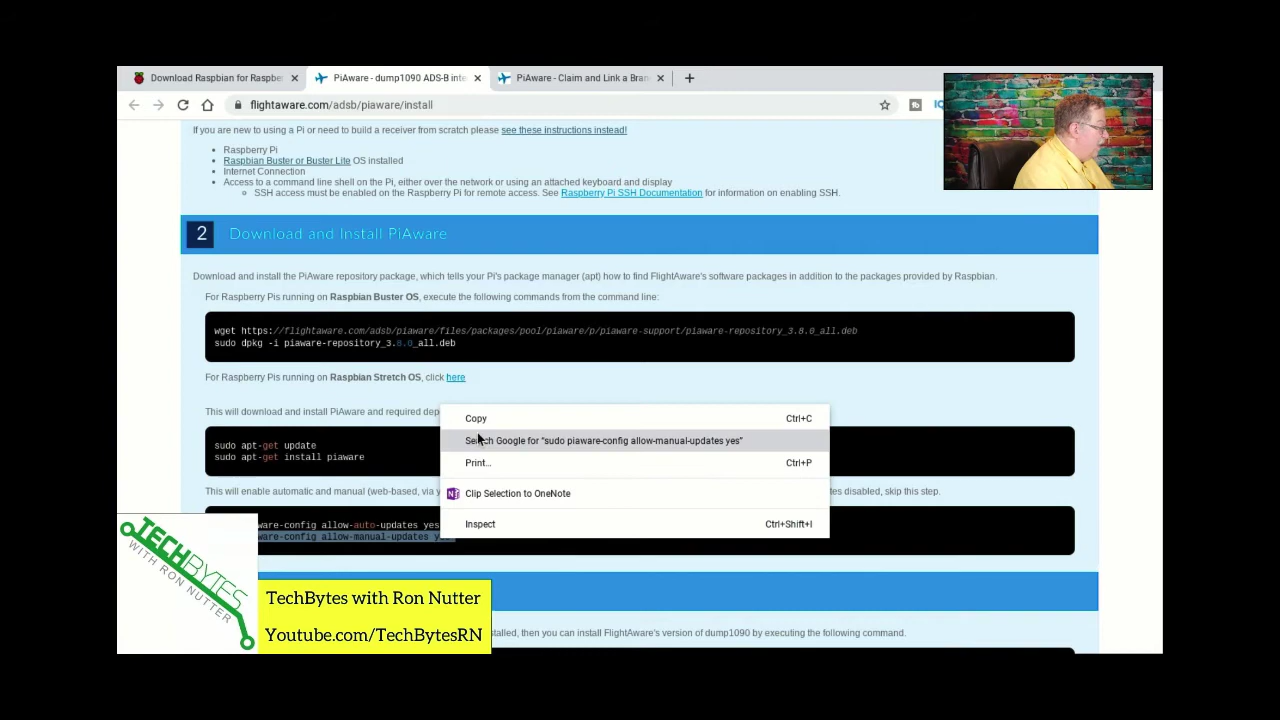 Download Raspbian for Raspbe
PiAware - dump1090 ADS-B inte
PiAware - Claim and Link a Bran
flightaware.com/adsb/piaware/install
If you are new to using a Pi or need to build a receiver from scratch please see these instructions instead!
Raspberry Pi
Raspbian Buster or Buster Lite OS installed
Internet Connection
Access to a command line shell on the Pi, either over the network or using an attached keyboard and display
SSH access must be enabled on the Raspberry Pi for remote access. See Raspberry Pi SSH Documentation for information on enabling SSH.
2 Download and Install PiAware
Download and install the PiAware repository package, which tells your Pi's package manager (apt) how to find FlightAware's software packages in addition to the packages provided by Raspbian.
For Raspberry Pis running on Raspbian Buster OS, execute the following commands from the command line:
wget https://flightaware.com/adsb/piaware/files/packages/pool/piaware/p/piaware-support/piaware-repository_3.8.0_all.deb
sudo dpkg -i piaware-repository_3.8.0_all.deb
For Raspberry Pis running on Raspbian Stretch OS, click here
This will download and install PiAware and required dep
Copy Ctrl+C
Search Google for "sudo piaware-config allow-manual-updates yes"
Print... Ctrl+P
Clip Selection to OneNote
Inspect Ctrl+Shift+I
sudo apt-get update
sudo apt-get install piaware
This will enable automatic and manual (web-based, via y
tes disabled, skip this step.
ware-config allow-auto-updates yes
ware-config allow-manual-updates
stalled, then you can install FlightAware's version of dump1090 by executing the following command.
TECHBYTES
WITH RON NUTTER
TechBytes with Ron Nutter
Youtube.com/TechBytesRN